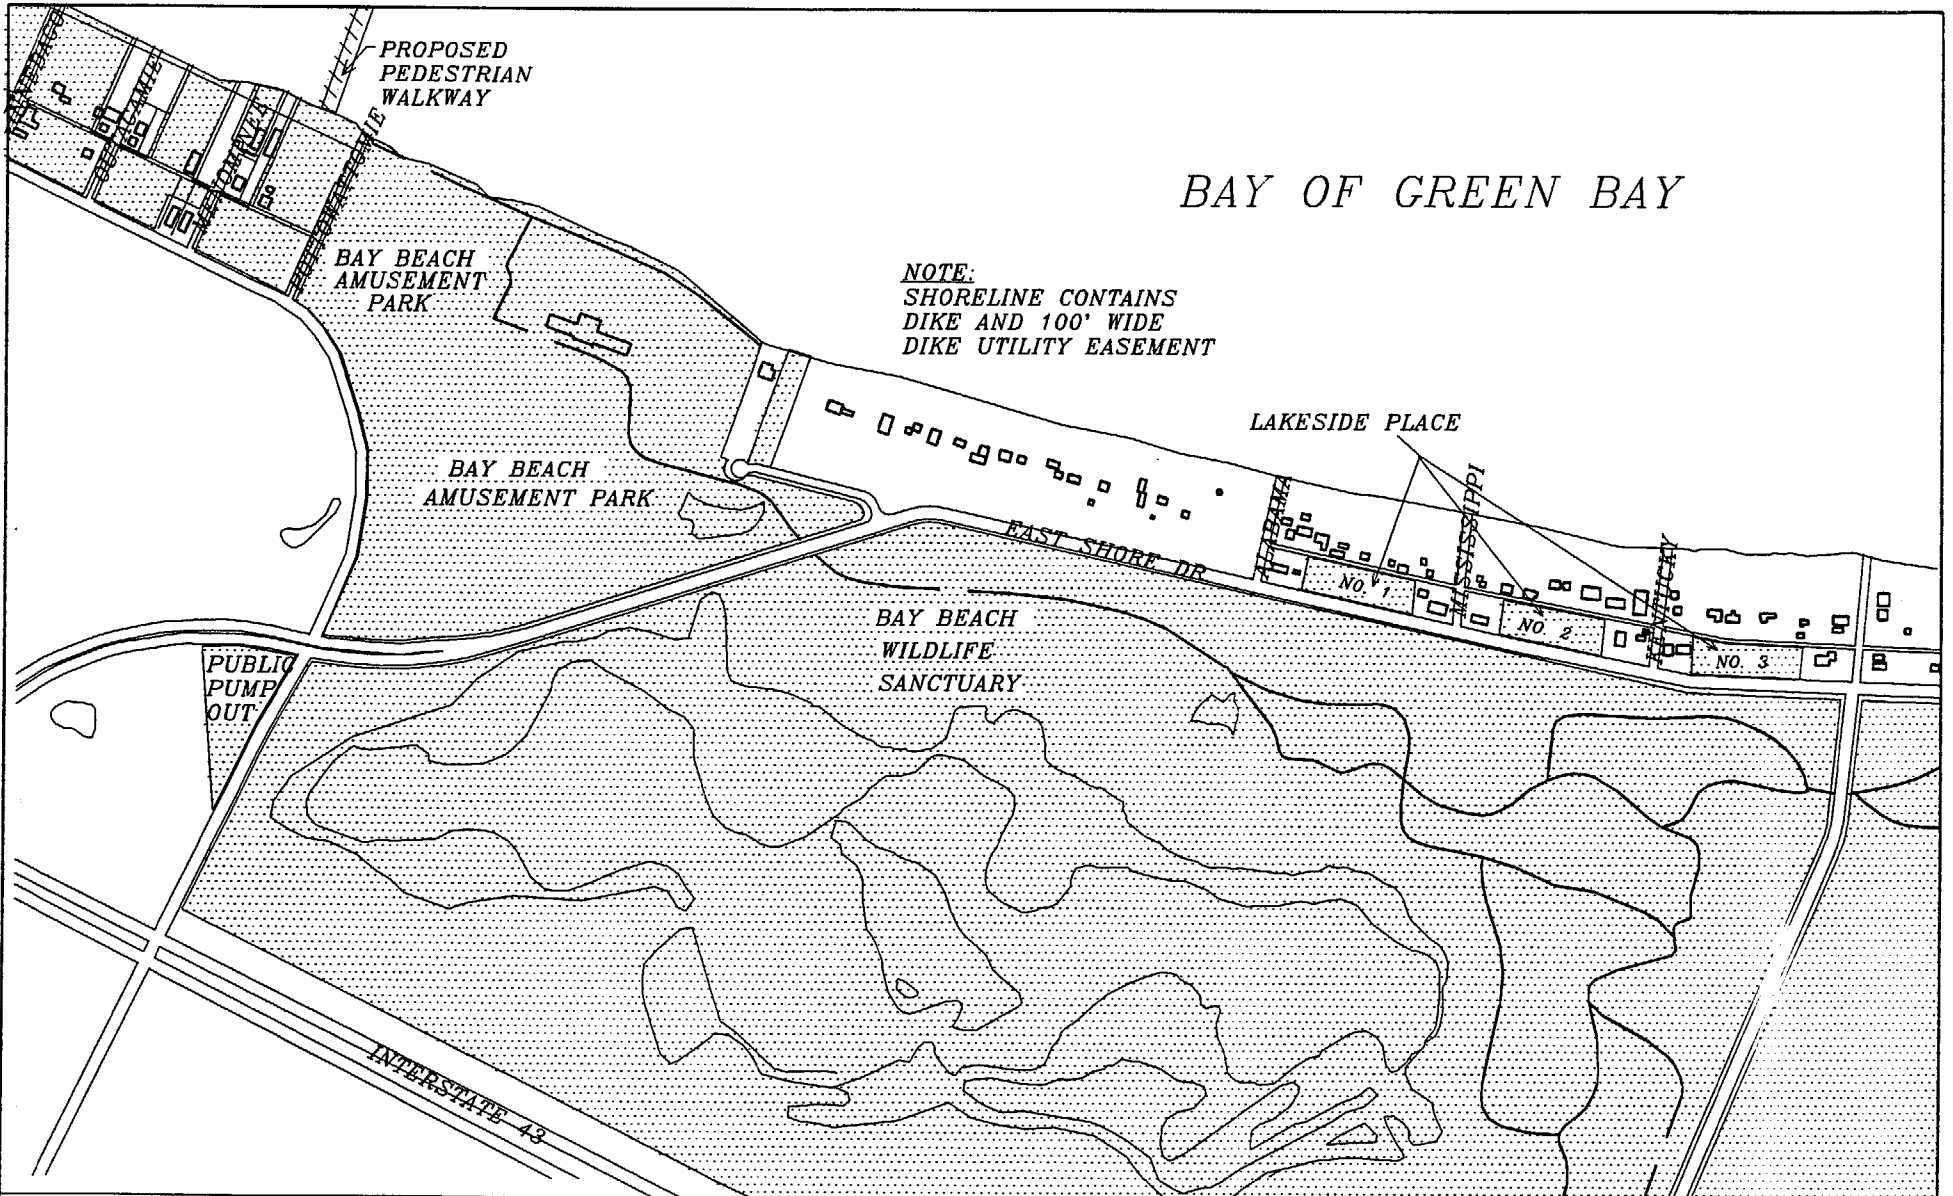 PROPOSED
PEDESTRIAN
WALKWAY
MENOMINEE
BAY BEACH
AMUSEMENT
PARK
BAY OF GREEN BAY
NOTE:
SHORELINE CONTAINS
DIKE AND 100' WIDE
DIKE UTILITY EASEMENT
LAKESIDE PLACE
BAY BEACH
AMUSEMENT PARK
ALABAMA
MISSISSIPPI
EAST SHORE DR
NO. 1
NO. 2
NO. 3
BAY BEACH
WILDLIFE
SANCTUARY
PUBLIC
PUMP
OUT
INTERSTATE 43